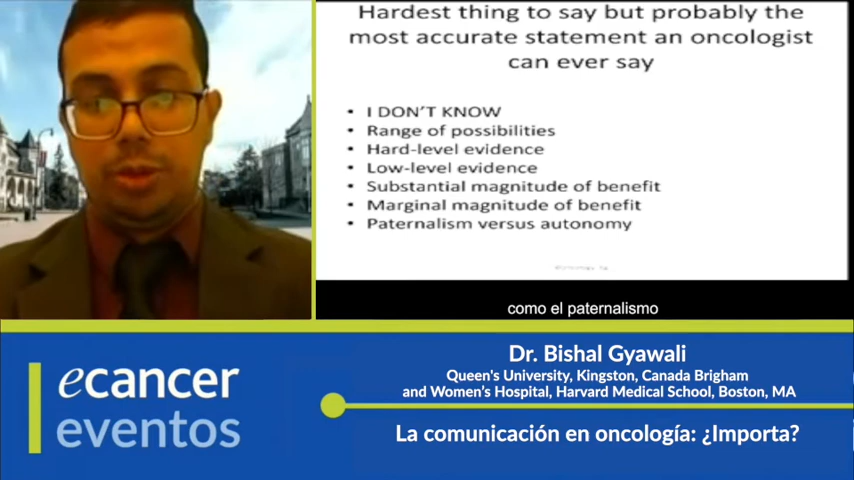 Hardest thing to say but probably the
most accurate statement an oncologist
can ever say
• I DON'T KNOW
• Range of possibilities
• Hard-level evidence
• Low-level evidence
• Substantial magnitude of benefit
• Marginal magnitude of benefit
• Paternalism versus autonomy
como el paternalismo
ecancer
eventos
Dr. Bishal Gyawali
Queen's University, Kingston, Canada Brigham
and Women's Hospital, Harvard Medical School, Boston, MA
La comunicación en oncología: ¿Importa?